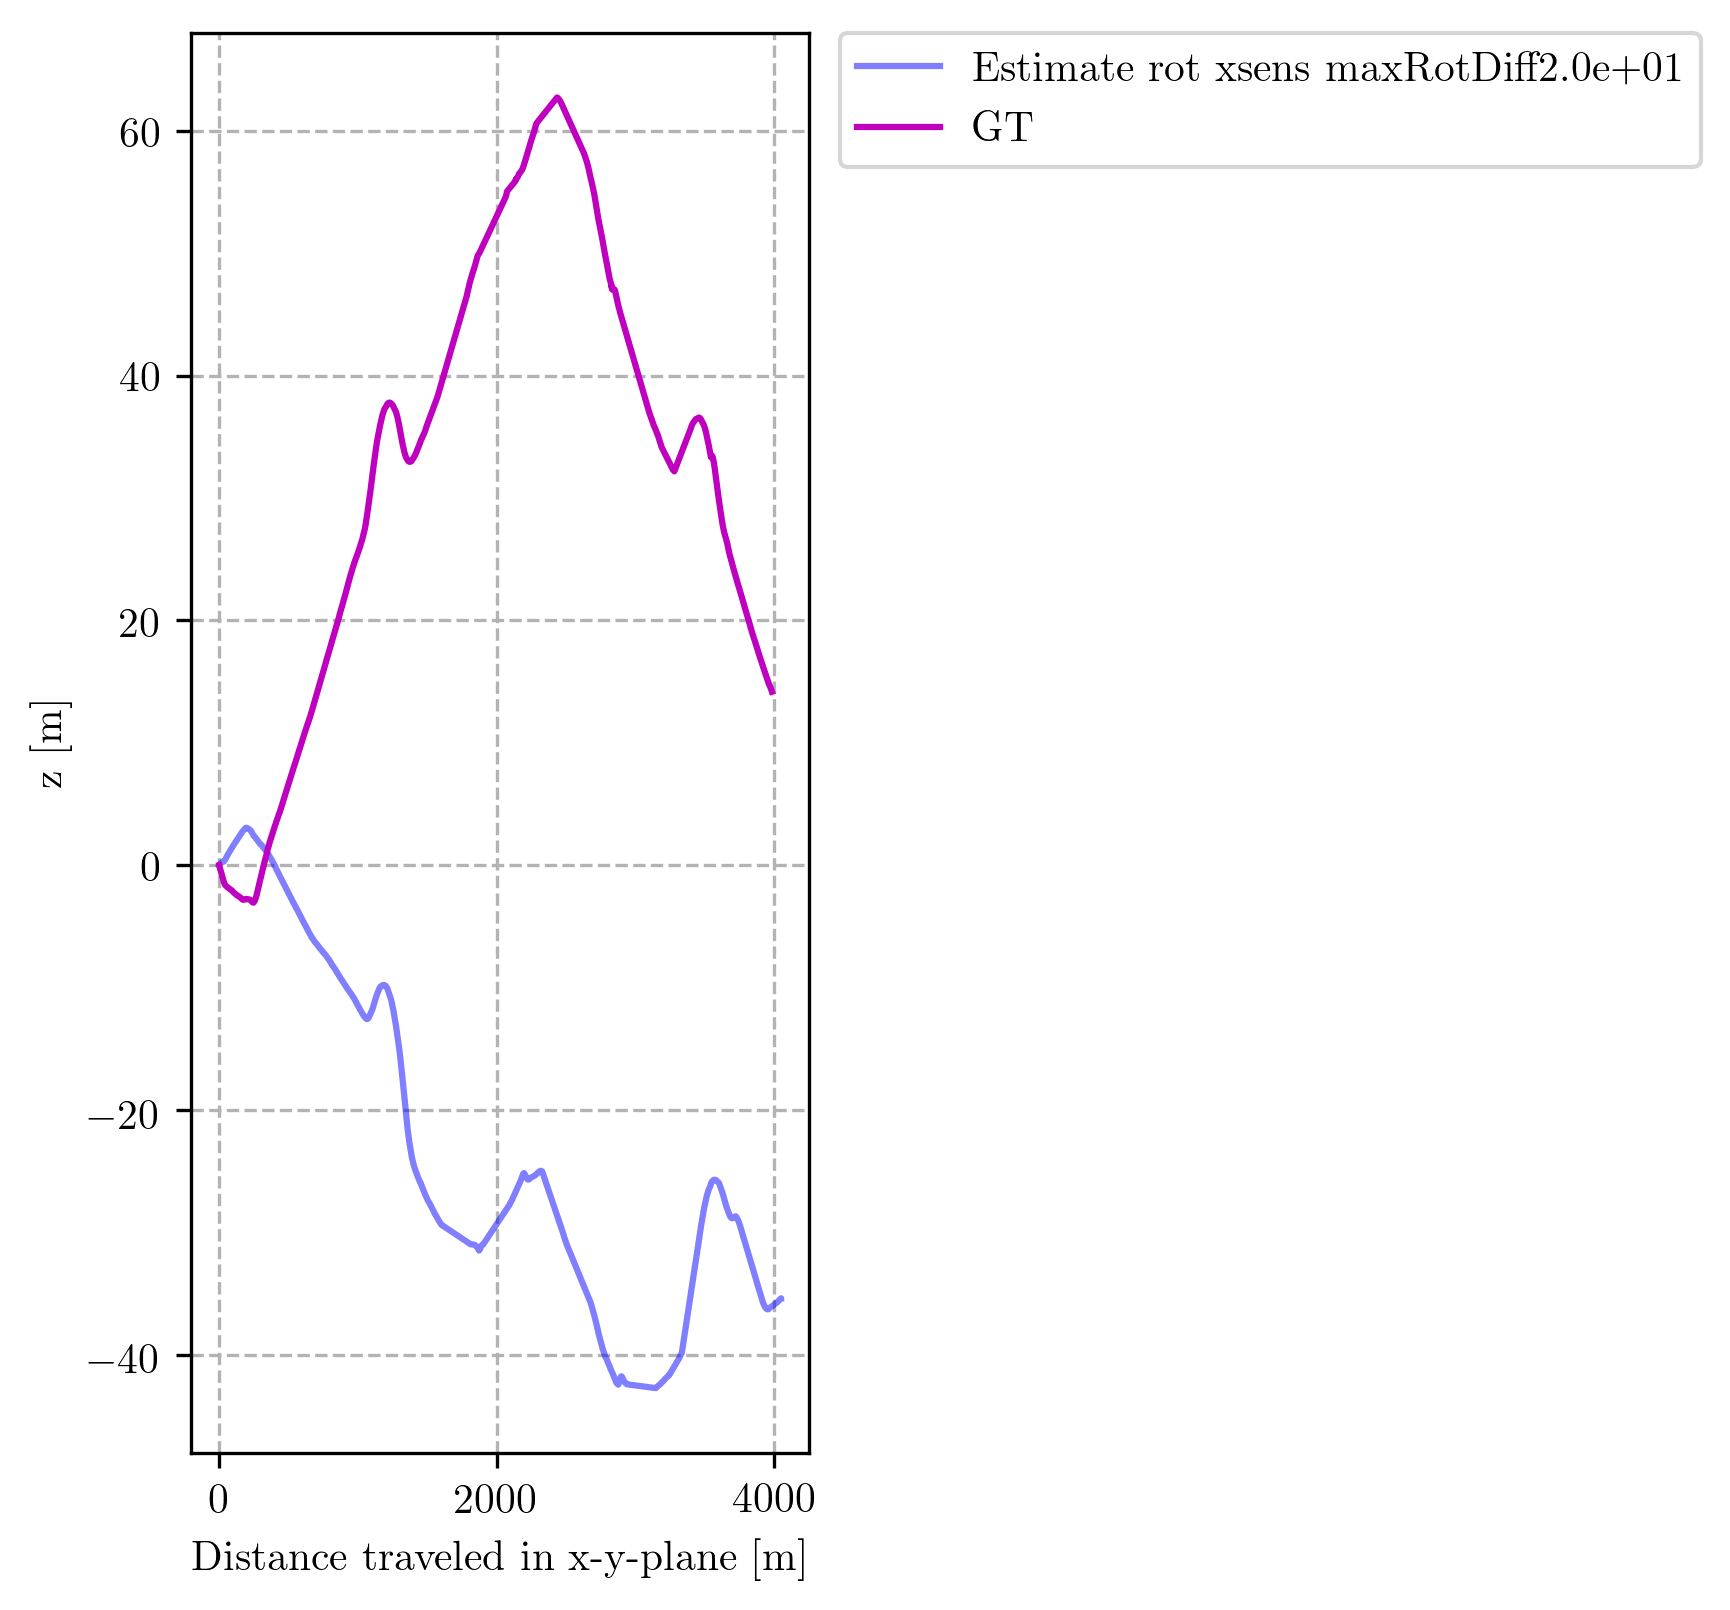 Estimate rot xsens maxRotDiff2.0e+01
GT
60
40
20
0
−20
−40
z [m]
0 2000 4000
Distance traveled in x-y-plane [m]